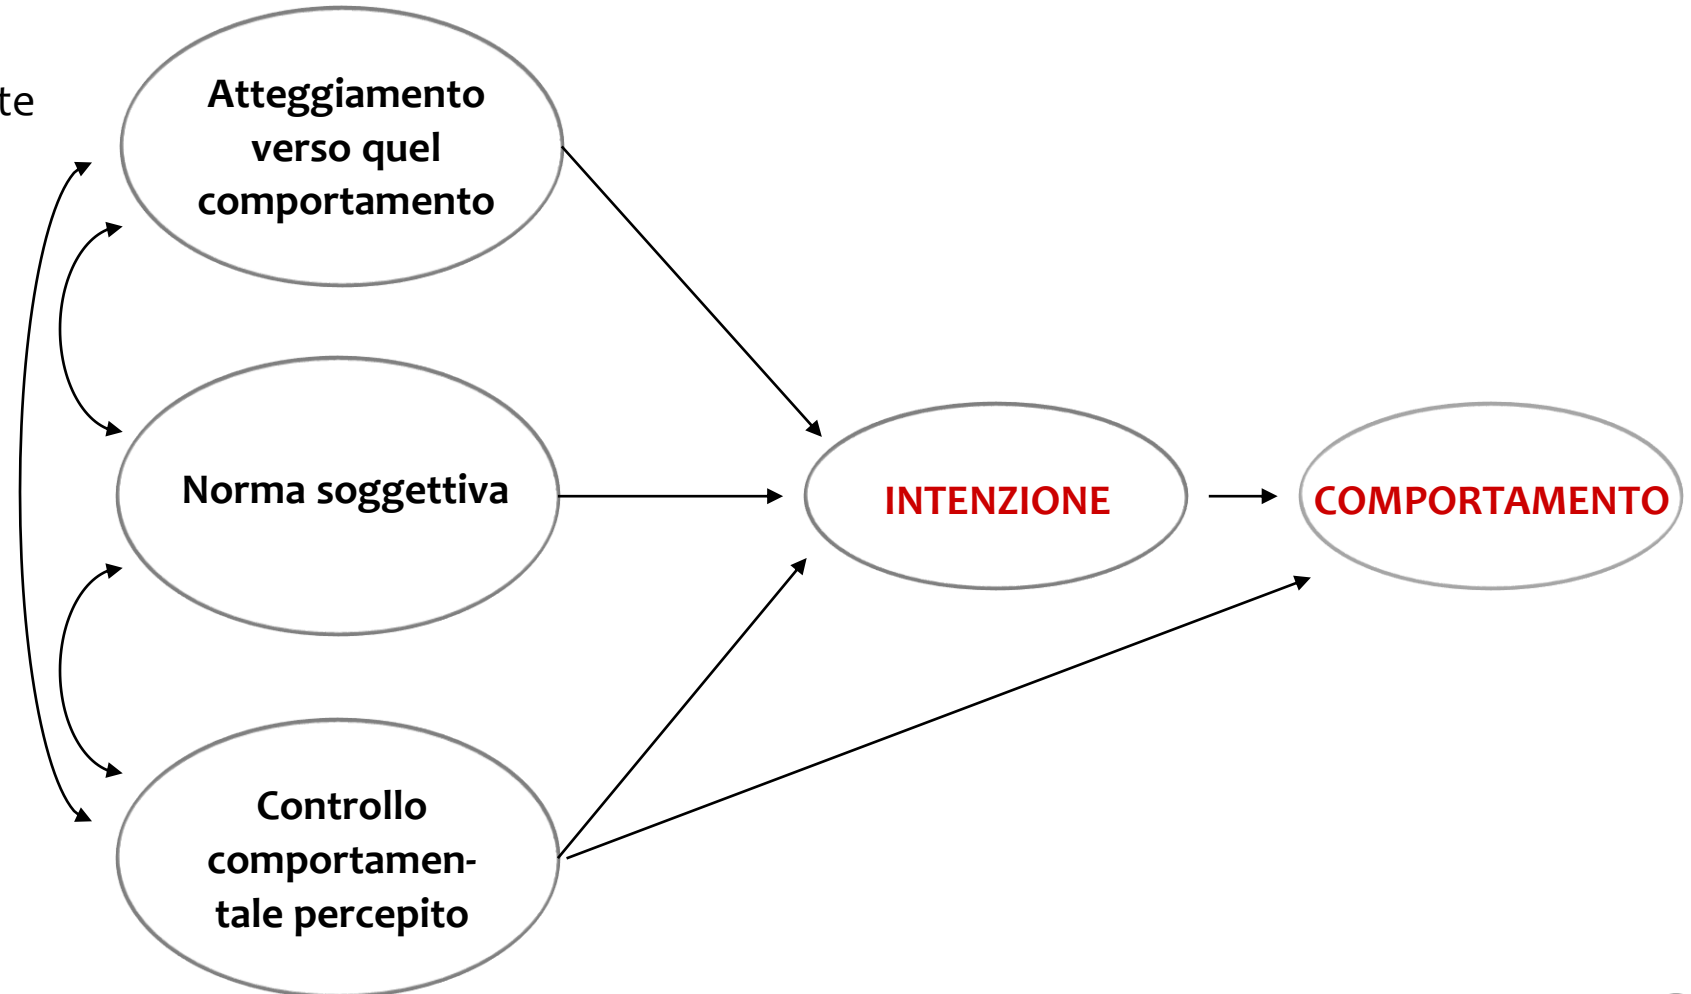 te
Atteggiamento
verso quel
comportamento
Norma soggettiva
INTENZIONE
COMPORTAMENTO
Controllo
comportamen-
tale percepito